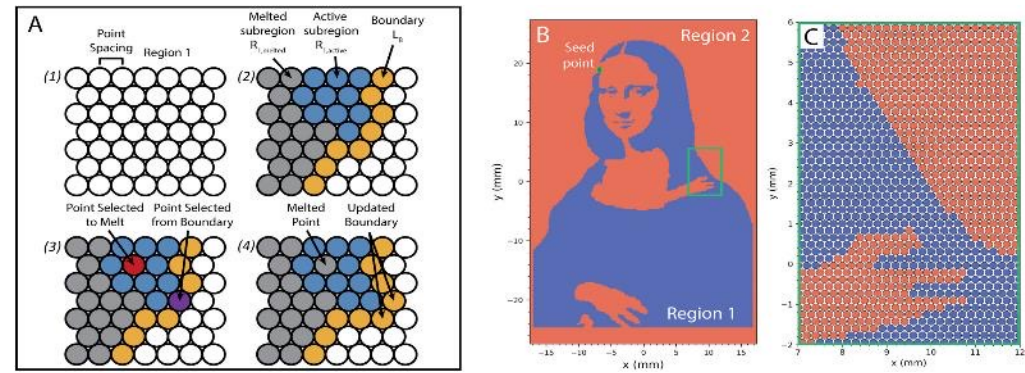 A
Point
Spacing
Region 1
(1)
Melted
subregion
R1,melted
Active
subregion
R1,active
Boundary
LB
(2)
Point Selected
to Melt
Point Selected
from Boundary
(3)
Melted
Point
Updated
Boundary
(4)
B
Seed
point
Region 2
Region 1
y (mm)
20
10
0
−10
−20
−15
−10
−5
0
5
10
15
x (mm)
C
y (mm)
6
5
4
3
2
1
0
−1
−2
7
8
9
10
11
12
x (mm)